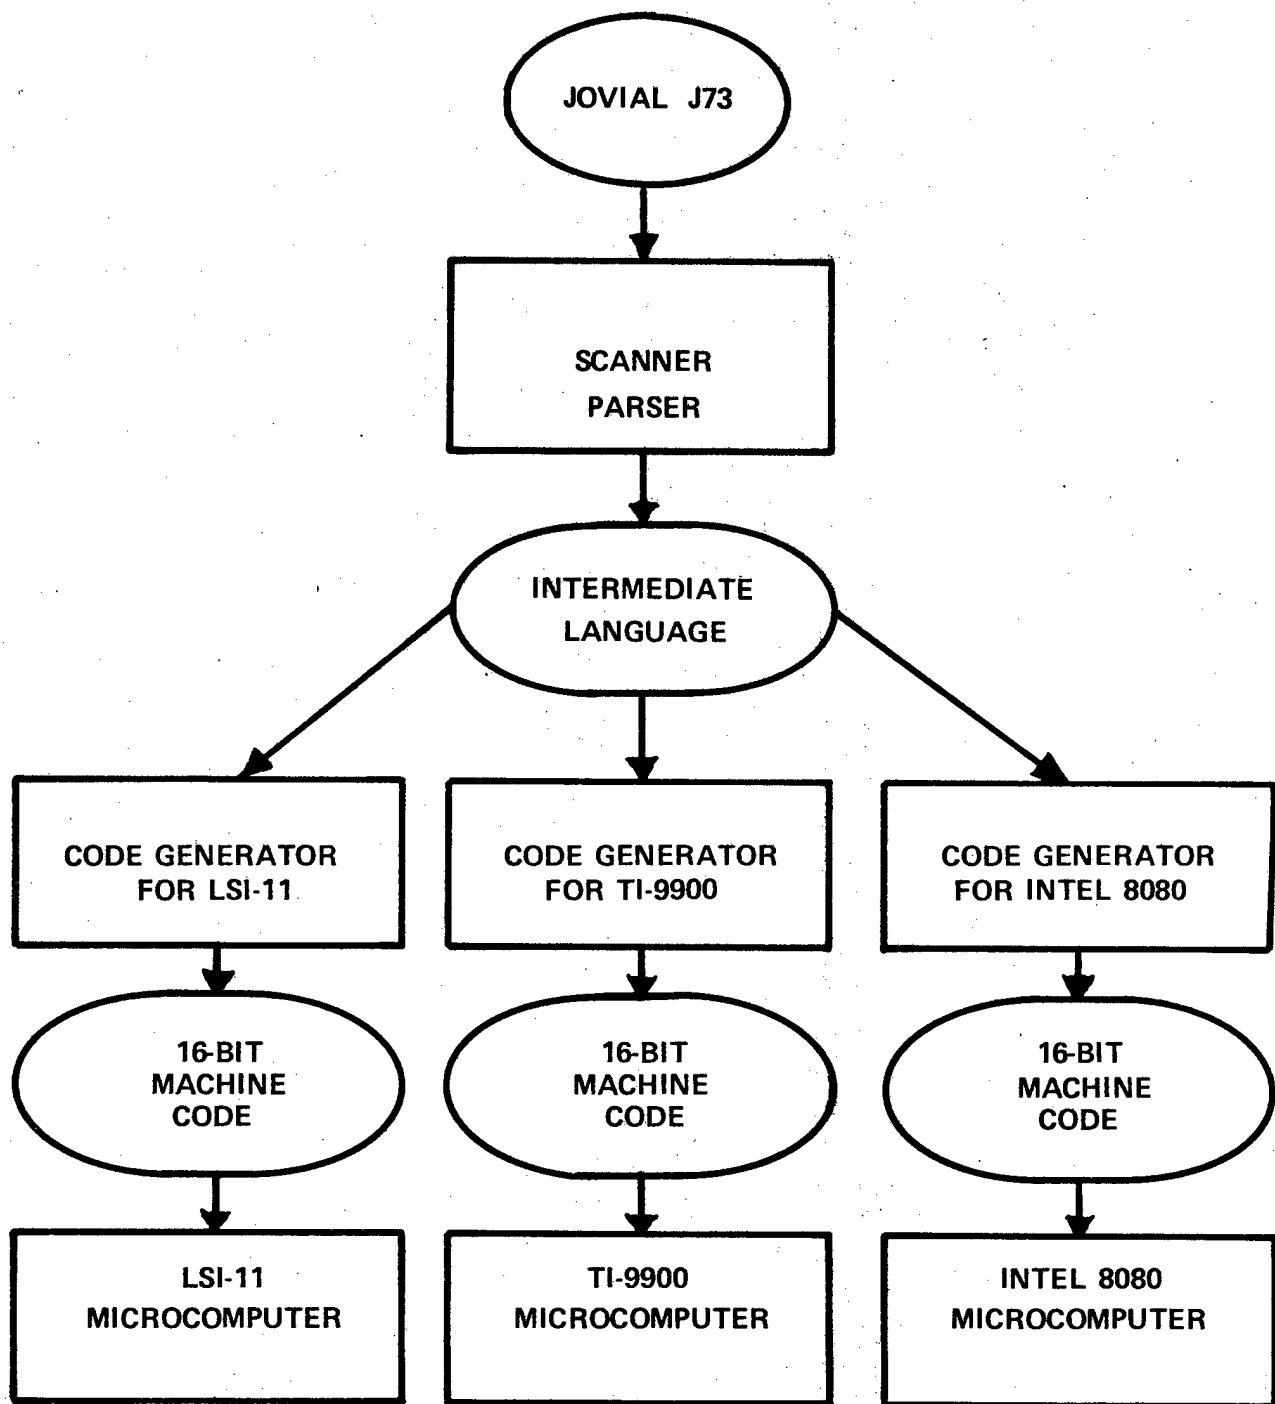 JOVIAL J73
SCANNER
PARSER
INTERMEDIATE
LANGUAGE
CODE GENERATOR
FOR LSI-11
CODE GENERATOR
FOR TI-9900
CODE GENERATOR
FOR INTEL 8080
16-BIT
MACHINE
CODE
16-BIT
MACHINE
CODE
16-BIT
MACHINE
CODE
LSI-11
MICROCOMPUTER
TI-9900
MICROCOMPUTER
INTEL 8080
MICROCOMPUTER